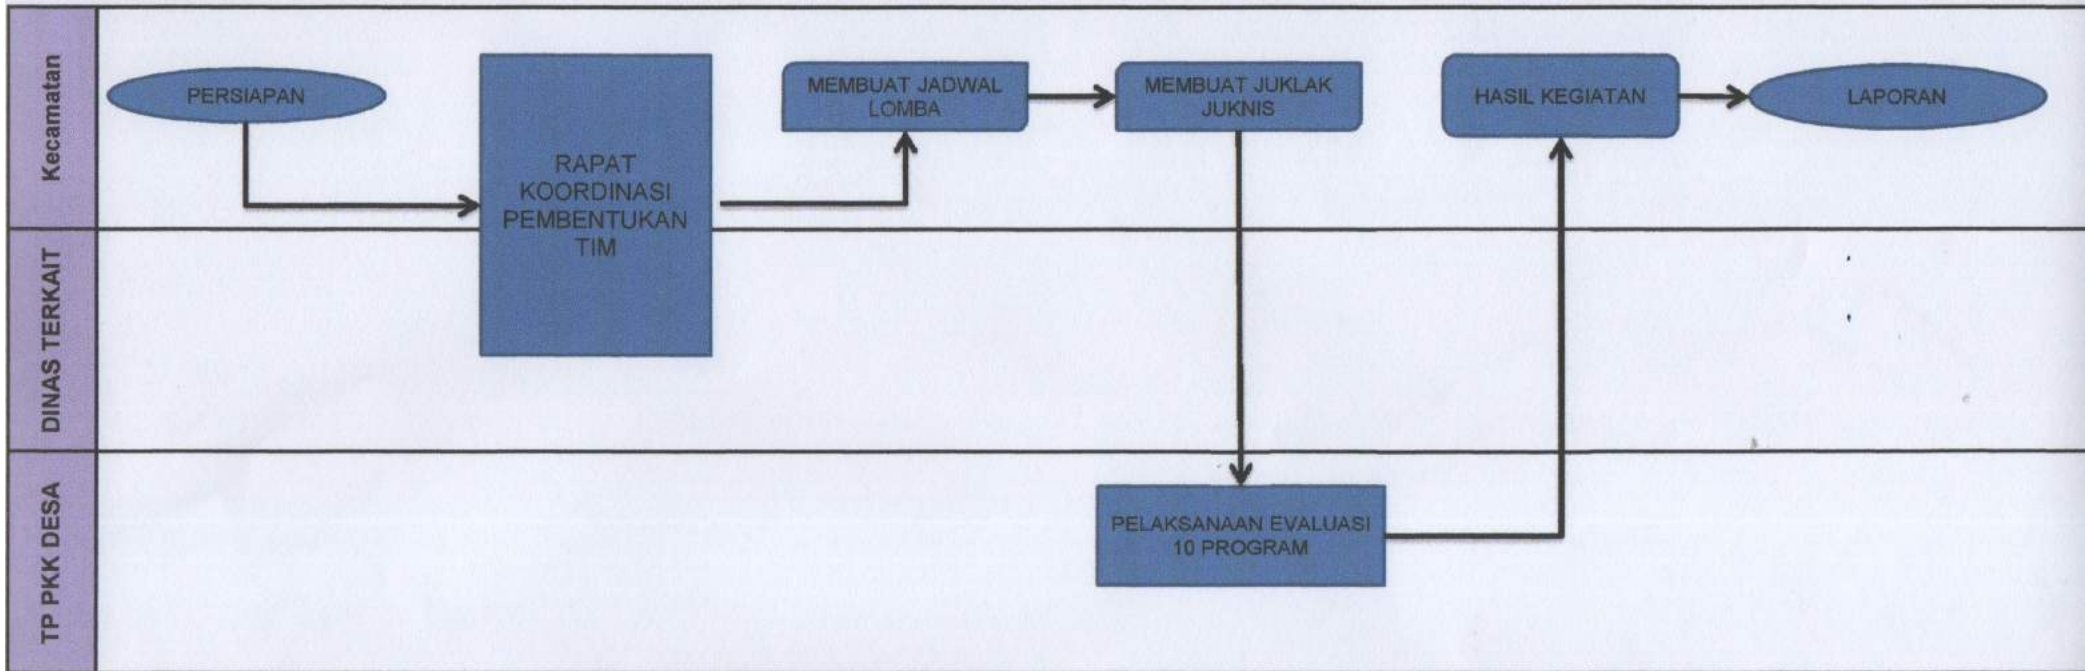 Kecamatan
PERSIAPAN
RAPAT
KOORDINASI
PEMBENTUKAN
TIM
MEMBUAT JADWAL
LOMBA
MEMBUAT JUKLAK
JUKNIS
HASIL KEGIATAN
LAPORAN
DINAS TERKAIT
TP PKK DESA
PELAKSANAAN EVALUASI
10 PROGRAM